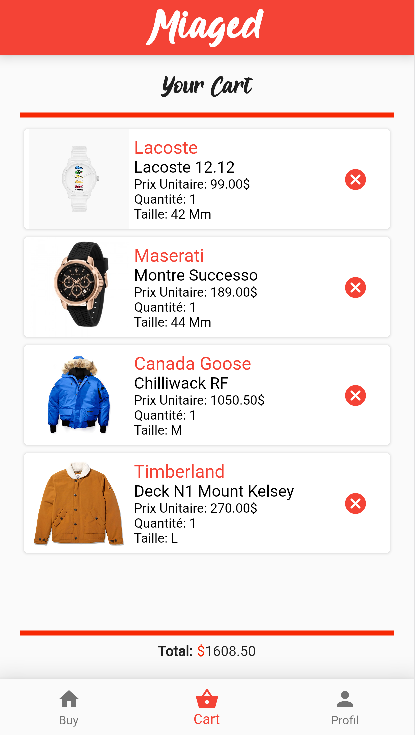 Miaged
Your Cart
Lacoste
Lacoste 12.12
Prix Unitaire: 99.00$
Quantité: 1
Taille: 42 Mm
Maserati
Montre Successo
Prix Unitaire: 189.00$
Quantité: 1
Taille: 44 Mm
Canada Goose
Chilliwack RF
Prix Unitaire: 1050.50$
Quantité: 1
Taille: M
Timberland
Deck N1 Mount Kelsey
Prix Unitaire: 270.00$
Quantité: 1
Taille: L
Total: $1608.50
Buy
Cart
Profil